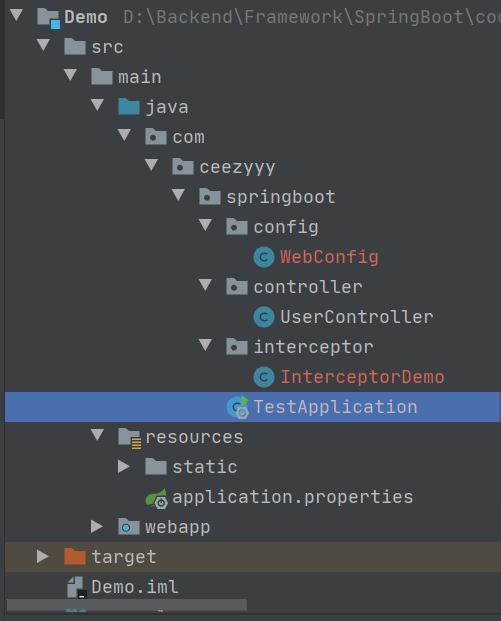 Demo D:\Backend\Framework\SpringBoot\co
src
main
java
com
ceezyyy
springboot
config
WebConfig
controller
UserController
interceptor
InterceptorDemo
TestApplication
resources
static
application.properties
webapp
target
Demo.iml